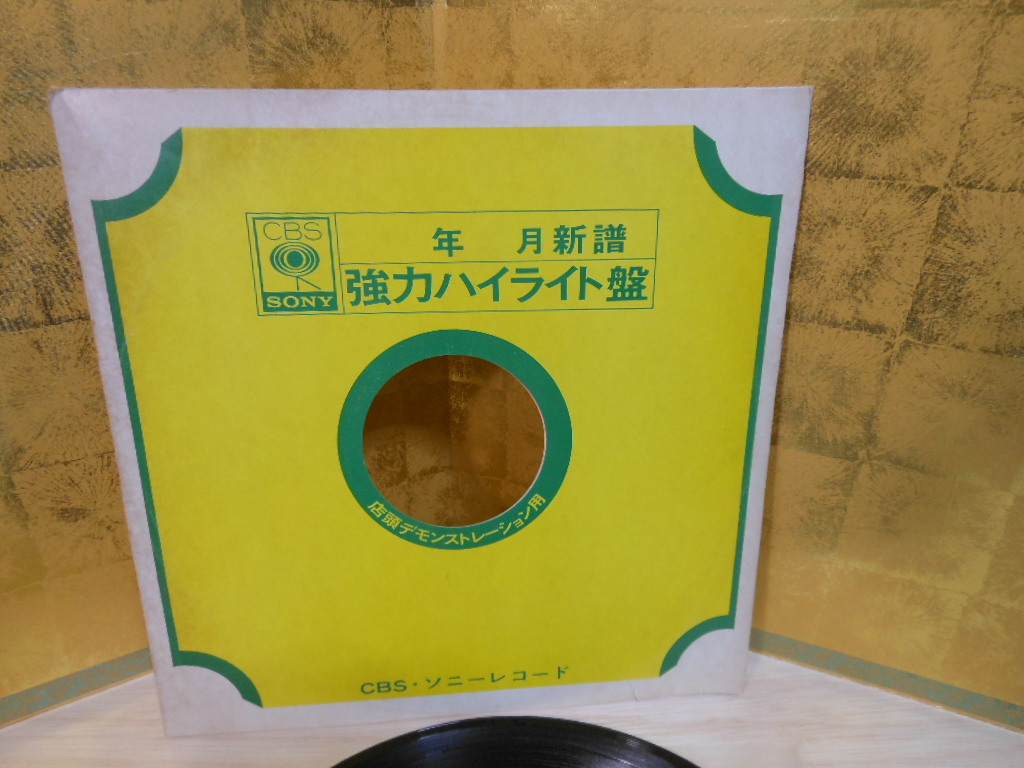 CBS
SONY
年 月新譜
強力ハイライト盤
店頭デモンストレーション用
CBS・ソニーレコード